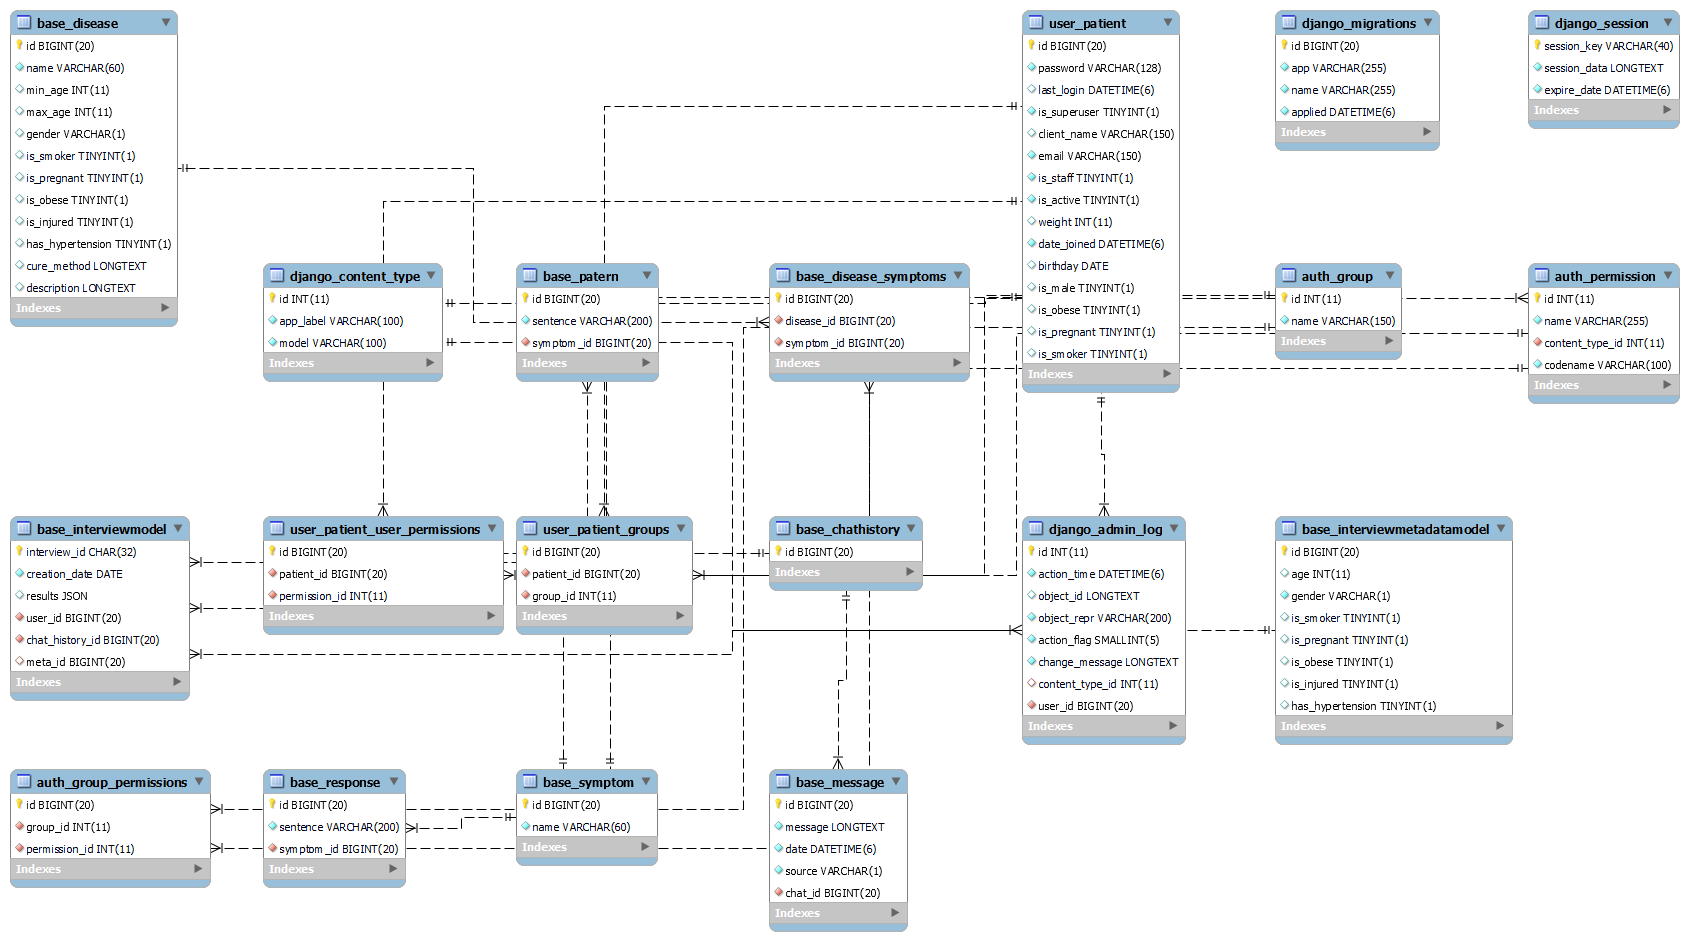 base_disease
id BIGINT(20)
name VARCHAR(60)
min_age INT(11)
max_age INT(11)
gender VARCHAR(1)
is_smoker TINYINT(1)
is_pregnant TINYINT(1)
is_obese TINYINT(1)
is_injured TINYINT(1)
has_hypertension TINYINT(1)
cure_method LONGTEXT
description LONGTEXT
Indexes
user_patient
id BIGINT(20)
password VARCHAR(128)
last_login DATETIME(6)
is_superuser TINYINT(1)
client_name VARCHAR(150)
email VARCHAR(150)
is_staff TINYINT(1)
is_active TINYINT(1)
weight INT(11)
date_joined DATETIME(6)
birthday DATE
is_male TINYINT(1)
is_obese TINYINT(1)
is_pregnant TINYINT(1)
is_smoker TINYINT(1)
Indexes
django_migrations
id BIGINT(20)
app VARCHAR(255)
name VARCHAR(255)
applied DATETIME(6)
Indexes
django_session
session_key VARCHAR(40)
session_data LONGTEXT
expire_date DATETIME(6)
Indexes
django_content_type
id INT(11)
app_label VARCHAR(100)
model VARCHAR(100)
Indexes
base_patern
id BIGINT(20)
sentence VARCHAR(200)
symptom_id BIGINT(20)
Indexes
base_disease_symptoms
id BIGINT(20)
disease_id BIGINT(20)
symptom_id BIGINT(20)
Indexes
auth_group
id INT(11)
name VARCHAR(150)
Indexes
auth_permission
id INT(11)
name VARCHAR(255)
content_type_id INT(11)
codename VARCHAR(100)
Indexes
base_interviewmodel
interview_id CHAR(32)
creation_date DATE
results JSON
user_id BIGINT(20)
chat_history_id BIGINT(20)
meta_id BIGINT(20)
Indexes
user_patient_user_permissions
id BIGINT(20)
patient_id BIGINT(20)
permission_id INT(11)
Indexes
user_patient_groups
id BIGINT(20)
patient_id BIGINT(20)
group_id INT(11)
Indexes
base_chathistory
id BIGINT(20)
Indexes
django_admin_log
id INT(11)
action_time DATETIME(6)
object_id LONGTEXT
object_repr VARCHAR(200)
action_flag SMALLINT(5)
change_message LONGTEXT
content_type_id INT(11)
user_id BIGINT(20)
Indexes
base_interviewmetadatamodel
id BIGINT(20)
age INT(11)
gender VARCHAR(1)
is_smoker TINYINT(1)
is_pregnant TINYINT(1)
is_obese TINYINT(1)
is_injured TINYINT(1)
has_hypertension TINYINT(1)
Indexes
auth_group_permissions
id BIGINT(20)
group_id INT(11)
permission_id INT(11)
Indexes
base_response
id BIGINT(20)
sentence VARCHAR(200)
symptom_id BIGINT(20)
Indexes
base_symptom
id BIGINT(20)
name VARCHAR(60)
Indexes
base_message
id BIGINT(20)
message LONGTEXT
date DATETIME(6)
source VARCHAR(1)
chat_id BIGINT(20)
Indexes